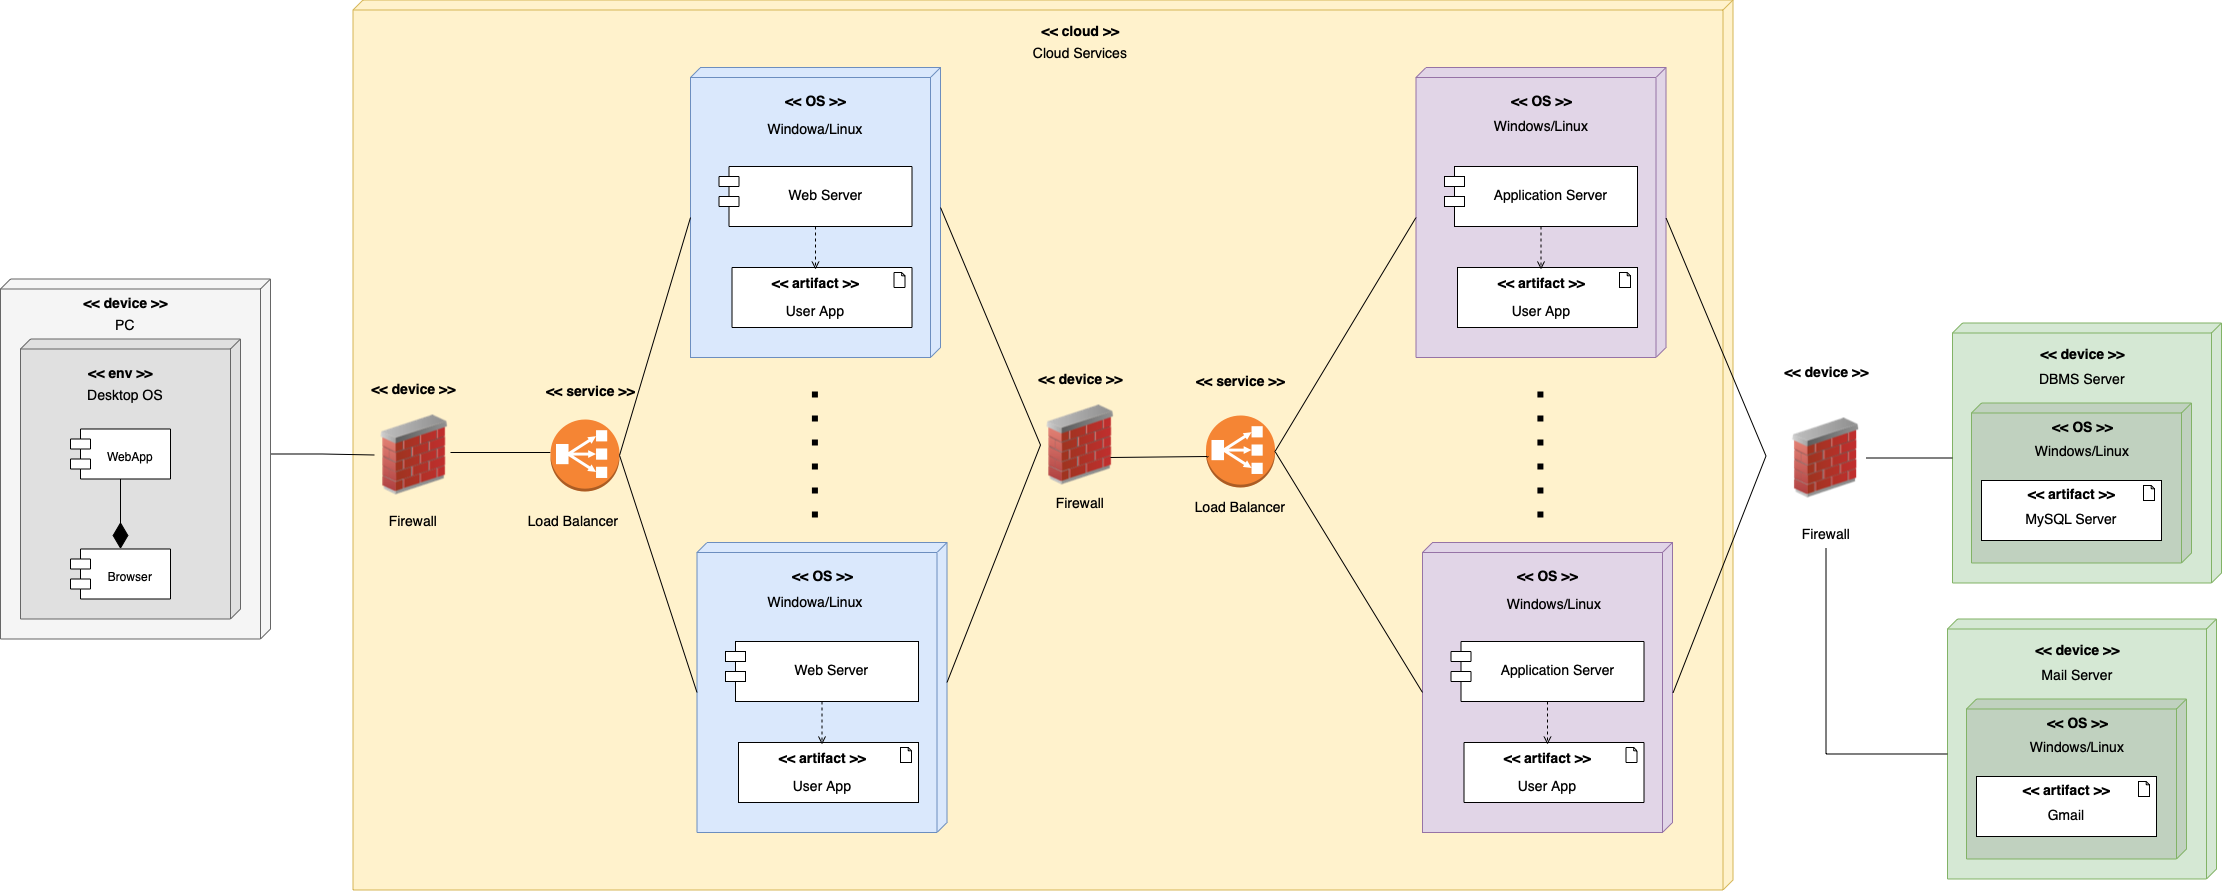 << cloud >>
Cloud Services
<< device >>
PC
<< env >>
Desktop OS
WebApp
Browser
<< device >>
Firewall
<< service >>
Load Balancer
<< OS >>
Windowa/Linux
Web Server
<< artifact >>
User App
<< OS >>
Windowa/Linux
Web Server
<< artifact >>
User App
<< device >>
Firewall
<< service >>
Load Balancer
<< OS >>
Windows/Linux
Application Server
<< artifact >>
User App
<< OS >>
Windows/Linux
Application Server
<< artifact >>
User App
<< device >>
Firewall
<< device >>
DBMS Server
<< OS >>
Windows/Linux
<< artifact >>
MySQL Server
<< device >>
Mail Server
<< OS >>
Windows/Linux
<< artifact >>
Gmail